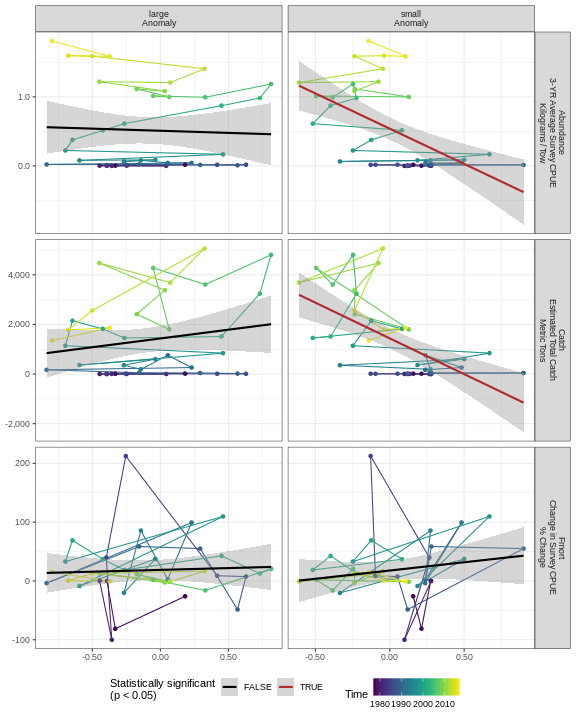 large
Anomaly
small
Anomaly
1.0
0.0
Abundance
3-YR Average Survey CPUE
Kilograms / Tow
4,000
2,000
0
-2,000
Catch
Estimated Total Catch
Metric Tons
200
100
0
-100
Fmort
Change in Survey CPUE
% Change
-0.50 0.00 0.50 -0.50 0.00 0.50
Statistically significant
(p < 0.05)
FALSE TRUE
Time
1980 1990 2000 2010